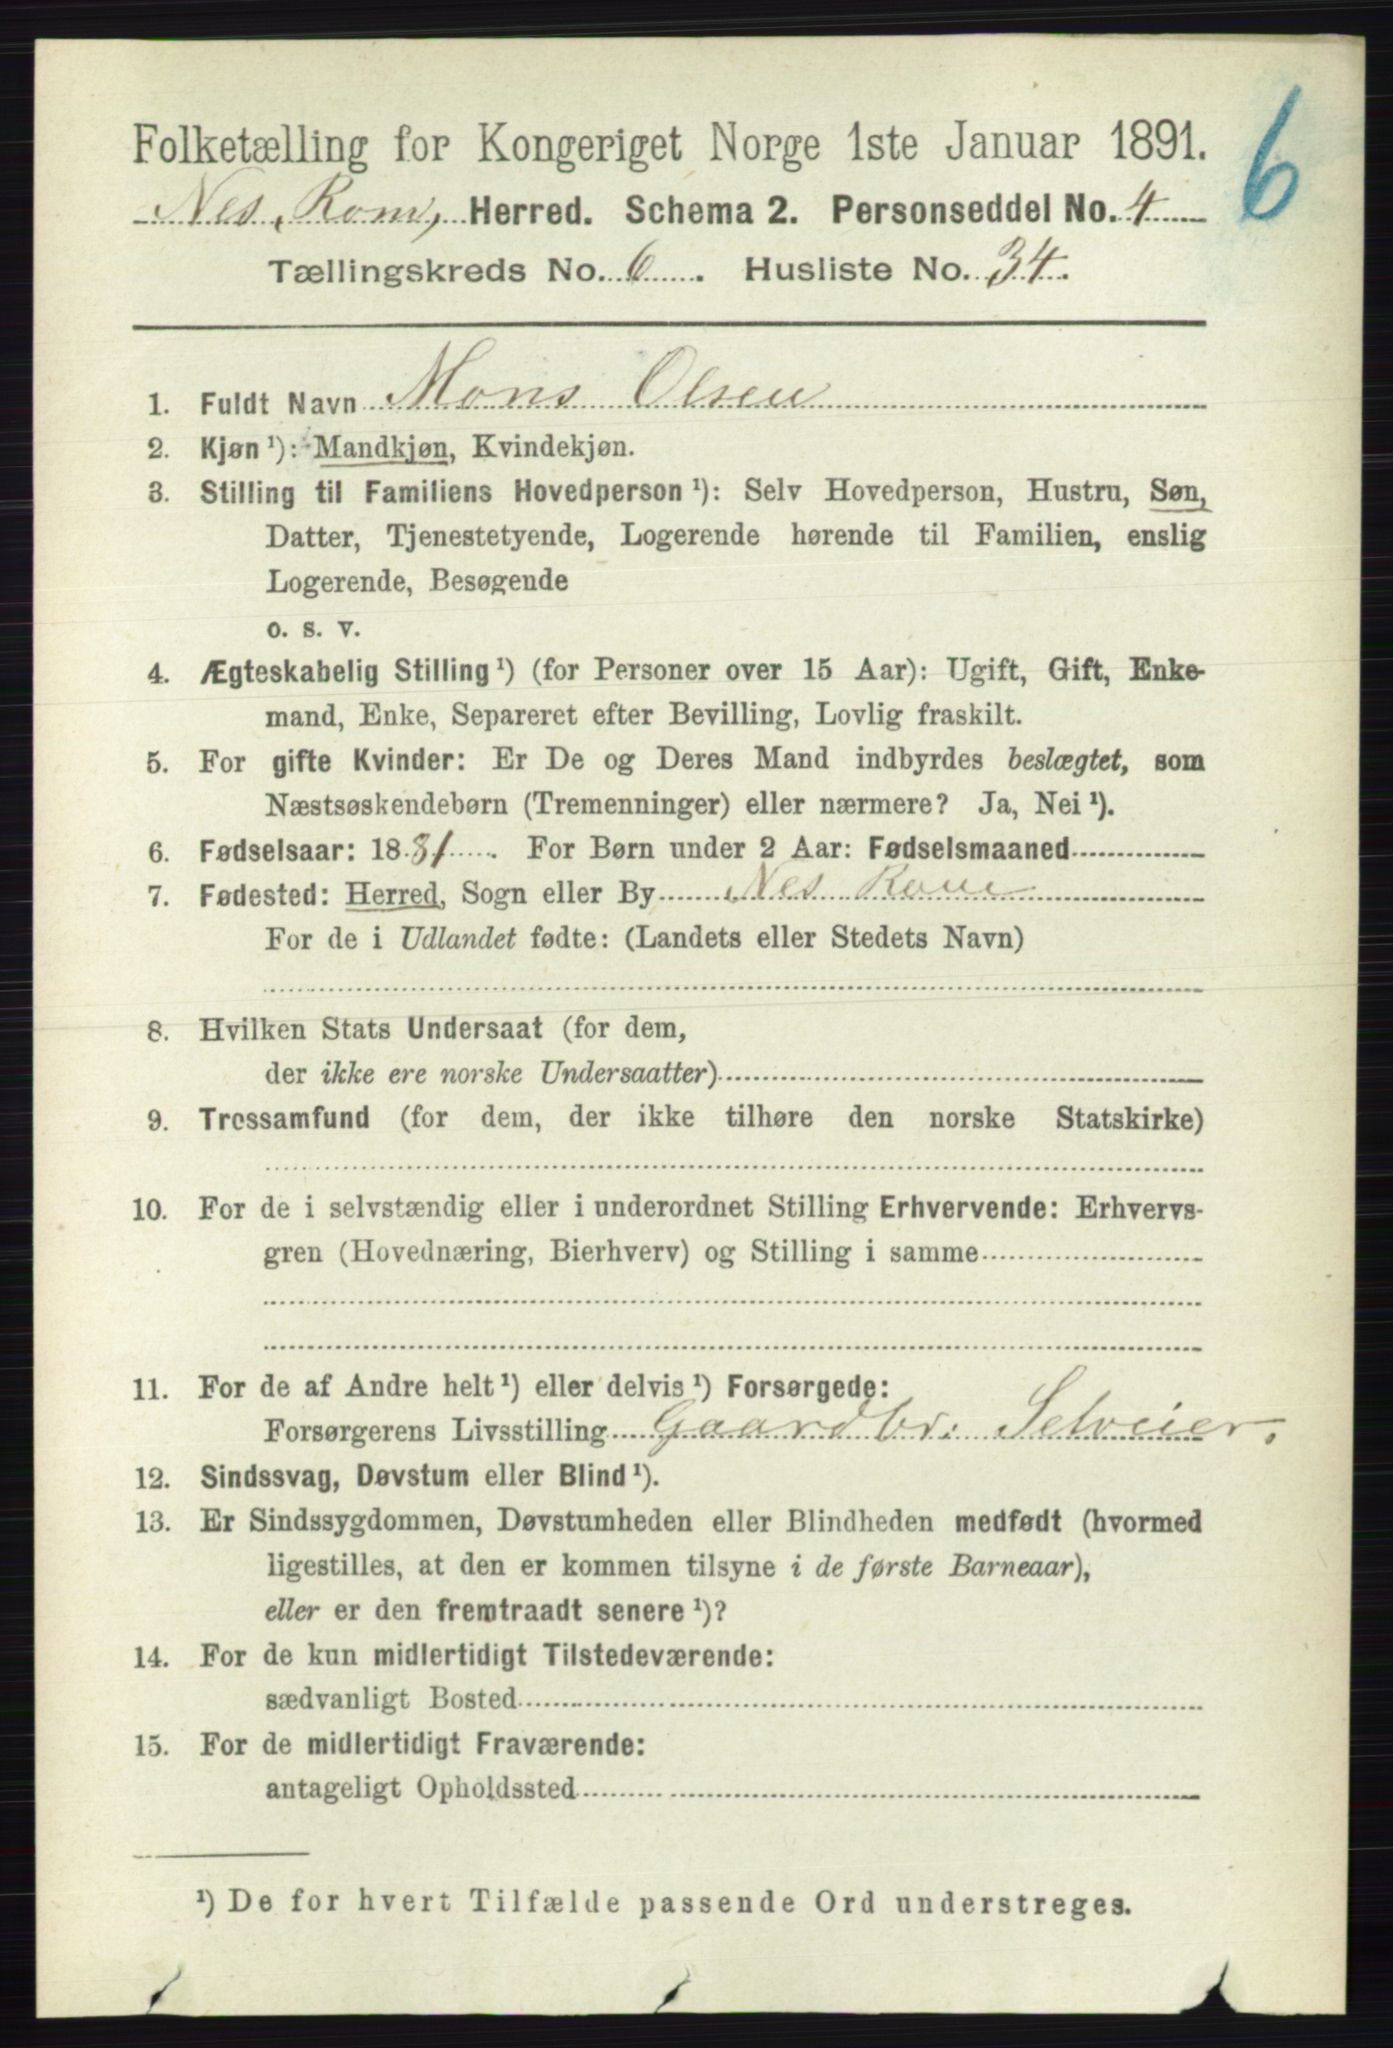 6
Folketælling for Kongeriget Norge 1ste Januar 1891.
Nes, Rom, Herred. Schema 2. Personseddel No. 4
Tællingskreds No. 6. Husliste No. 34.
1. Fuldt Navn Mons Olsen
2. Kjøn ¹): Mandkjøn, Kvindekjøn.
3. Stilling til Familiens Hovedperson ¹): Selv Hovedperson, Hustru, Søn,
Datter, Tjenestetyende, Logerende hørende til Familien, enslig
Logerende, Besøgende
o. s. v.
4. Ægteskabelig Stilling ¹) (for Personer over 15 Aar): Ugift, Gift, Enke-
mand, Enke, Separeret efter Bevilling, Lovlig fraskilt.
5. For gifte Kvinder: Er De og Deres Mand indbyrdes beslægtet, som
Næstsøskendebørn (Tremenninger) eller nærmere? Ja, Nei ¹).
6. Fødselsaar: 1881. For Børn under 2 Aar: Fødselsmaaned
7. Fødested: Herred, Sogn eller By Nes Rom
For de i Udlandet fødte: (Landets eller Stedets Navn)
8. Hvilken Stats Undersaat (for dem,
der ikke ere norske Undersaatter)
9. Trossamfund (for dem, der ikke tilhøre den norske Statskirke)
10. For de i selvstændig eller i underordnet Stilling Erhvervende: Erhvervs-
gren (Hovednæring, Bierhverv) og Stilling i samme
11. For de af Andre helt ¹) eller delvis ¹) Forsørgede:
Forsørgerens Livsstilling Gaardbr. Selveier.
12. Sindssvag, Døvstum eller Blind ¹).
13. Er Sindssygdommen, Døvstumheden eller Blindheden medfødt (hvormed
ligestilles, at den er kommen tilsyne i de første Barneaar),
eller er den fremtraadt senere ¹)?
14. For de kun midlertidigt Tilstedeværende:
sædvanligt Bosted
15. For de midlertidigt Fraværende:
antageligt Opholdssted
¹) De for hvert Tilfælde passende Ord understreges.